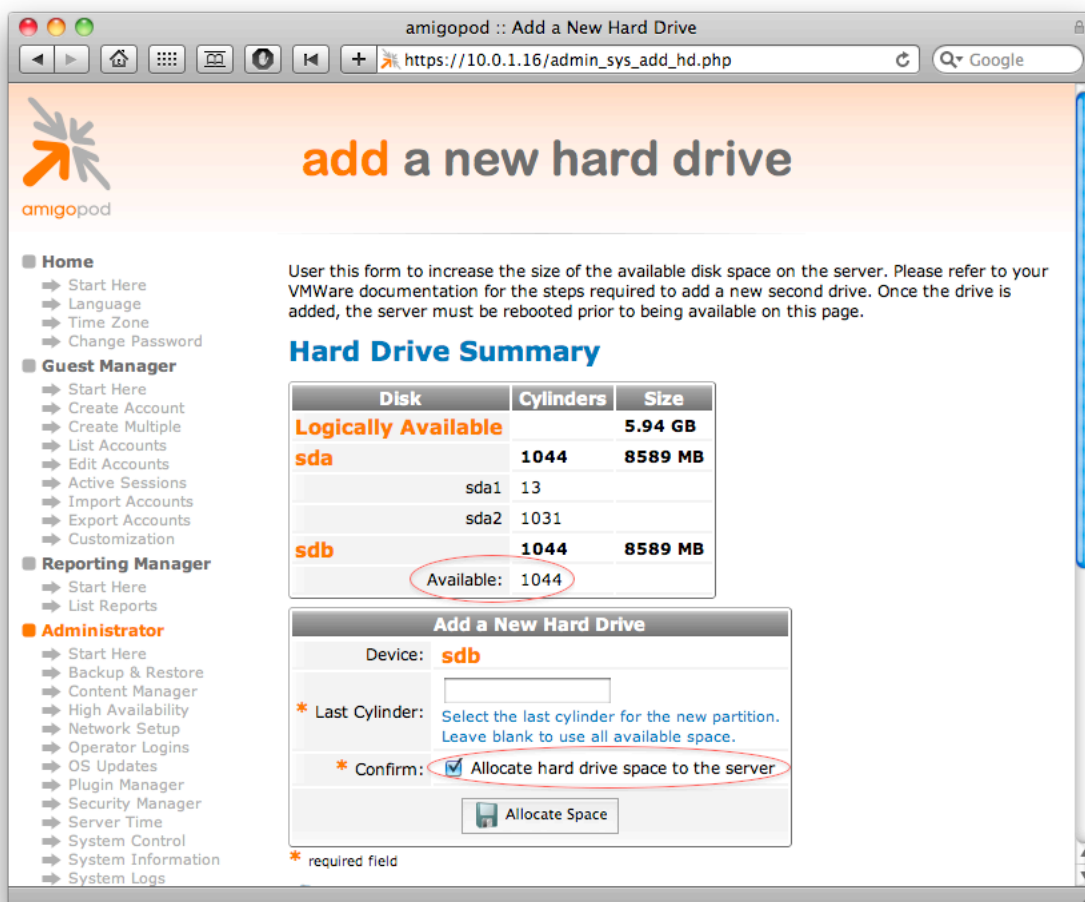 amigopod :: Add a New Hard Drive
https://10.0.1.16/admin_sys_add_hd.php
Google
amigopod
add a new hard drive
Home
Start Here
Language
Time Zone
Change Password
Guest Manager
Start Here
Create Account
Create Multiple
List Accounts
Edit Accounts
Active Sessions
Import Accounts
Export Accounts
Customization
Reporting Manager
Start Here
List Reports
Administrator
Start Here
Backup & Restore
Content Manager
High Availability
Network Setup
Operator Logins
OS Updates
Plugin Manager
Security Manager
Server Time
System Control
System Information
System Logs
User this form to increase the size of the available disk space on the server. Please refer to your
VMWare documentation for the steps required to add a new second drive. Once the drive is
added, the server must be rebooted prior to being available on this page.
Hard Drive Summary
Disk Cylinders Size
Logically Available 5.94 GB
sda 1044 8589 MB
sda1 13
sda2 1031
sdb 1044 8589 MB
Available: 1044
Add a New Hard Drive
Device: sdb
* Last Cylinder:
Select the last cylinder for the new partition.
Leave blank to use all available space.
* Confirm: Allocate hard drive space to the server
Allocate Space
* required field